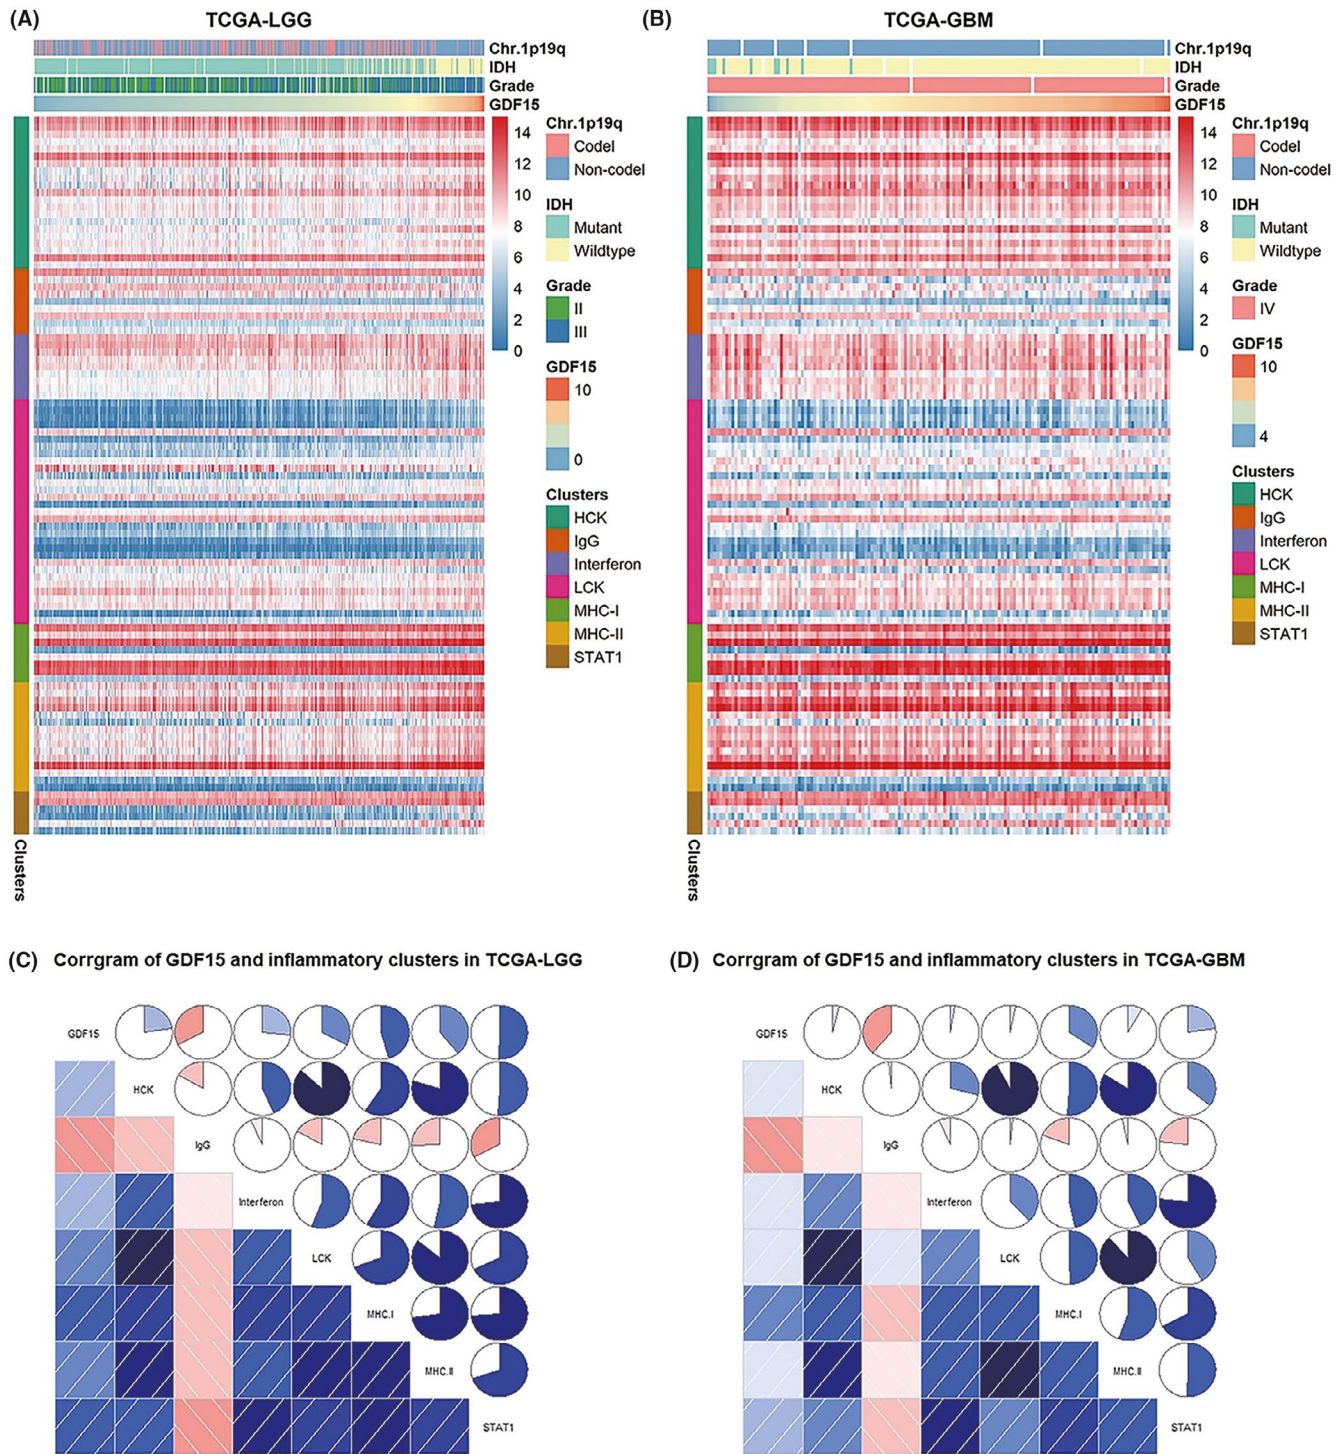 (A) TCGA-LGG
Chr.1p19q
IDH
Grade
GDF15
14
12
10
8
6
4
2
0
Chr.1p19q
Codel
Non-codel
IDH
Mutant
Wildtype
Grade
II
III
GDF15
10
0
Clusters
HCK
IgG
Interferon
LCK
MHC-I
MHC-II
STAT1
Clusters
(B) TCGA-GBM
Chr.1p19q
IDH
Grade
GDF15
14
12
10
8
6
4
2
0
Chr.1p19q
Codel
Non-codel
IDH
Mutant
Wildtype
Grade
IV
GDF15
10
4
Clusters
HCK
IgG
Interferon
LCK
MHC-I
MHC-II
STAT1
Clusters
(C) Corrgram of GDF15 and inflammatory clusters in TCGA-LGG
GDF15
HCK
IgG
Interferon
LCK
MHC.I
MHC.II
STAT1
(D) Corrgram of GDF15 and inflammatory clusters in TCGA-GBM
GDF15
HCK
IgG
Interferon
LCK
MHC.I
MHC.II
STAT1